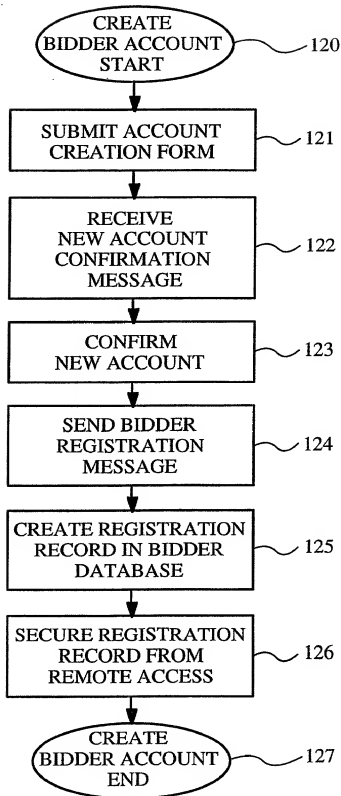 CREATE
BIDDER ACCOUNT
START
120
SUBMIT ACCOUNT
CREATION FORM
121
RECEIVE
NEW ACCOUNT
CONFIRMATION
MESSAGE
122
CONFIRM
NEW ACCOUNT
123
SEND BIDDER
REGISTRATION
MESSAGE
124
CREATE REGISTRATION
RECORD IN BIDDER
DATABASE
125
SECURE REGISTRATION
RECORD FROM
REMOTE ACCESS
126
CREATE
BIDDER ACCOUNT
END
127